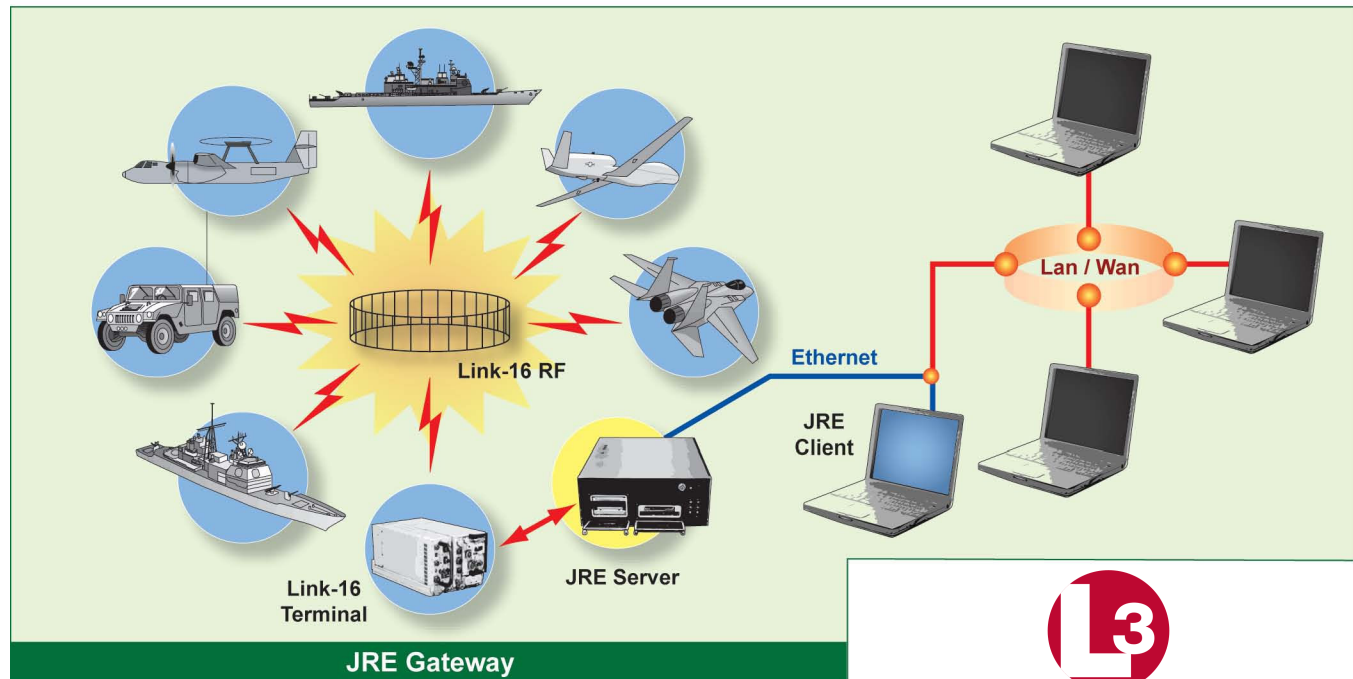 Lan / Wan
Link-16 RF
Ethernet
JRE
Client
Link-16
Terminal
JRE Server
JRE Gateway
L3